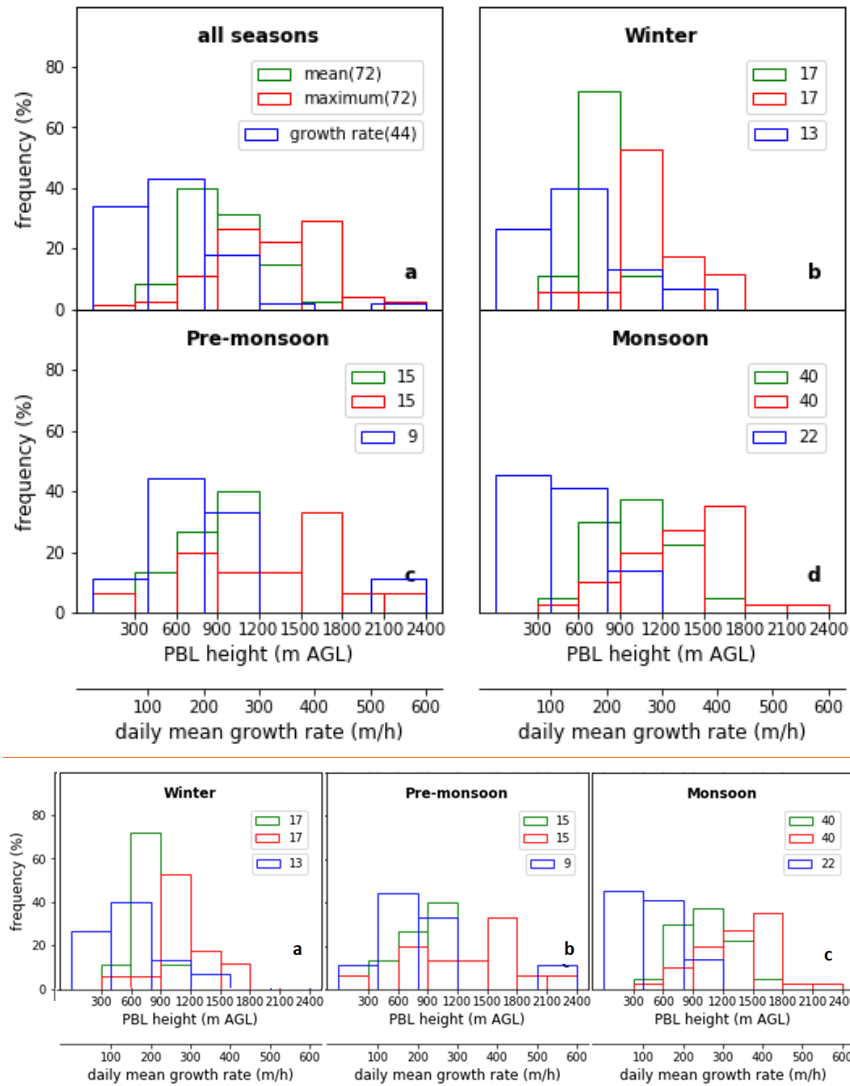 all seasons
mean(72)
maximum(72)
growth rate(44)
frequency (%)
80
60
40
20
0
a
Winter
17
17
13
b
Pre-monsoon
15
15
9
frequency (%)
80
60
40
20
0
c
300 600 900 1200 1500 1800 2100 2400
PBL height (m AGL)
100 200 300 400 500 600
daily mean growth rate (m/h)
Monsoon
40
40
22
d
300 600 900 1200 1500 1800 2100 2400
PBL height (m AGL)
100 200 300 400 500 600
daily mean growth rate (m/h)
Winter
17
17
13
frequency (%)
80
60
40
20
0
a
300 600 900 1200 1500 1800 2100 2400
PBL height (m AGL)
100 200 300 400 500 600
daily mean growth rate (m/h)
Pre-monsoon
15
15
9
b
300 600 900 1200 1500 1800 2100 2400
PBL height (m AGL)
100 200 300 400 500 600
daily mean growth rate (m/h)
Monsoon
40
40
22
c
300 600 900 1200 1500 1800 2100 2400
PBL height (m AGL)
100 200 300 400 500 600
daily mean growth rate (m/h)